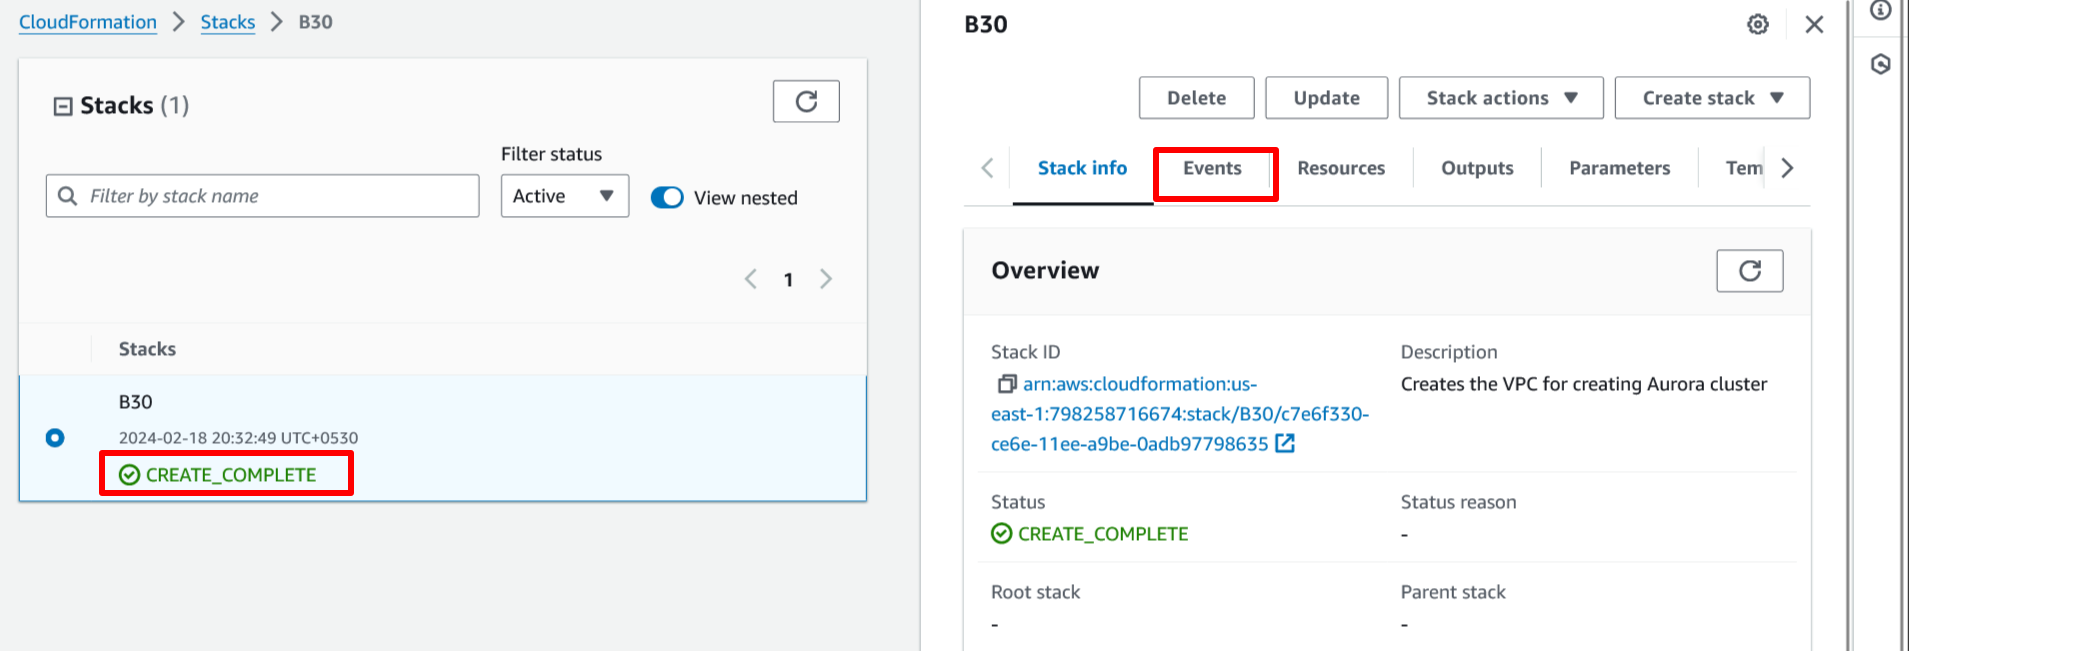 CloudFormation > Stacks > B30
Stacks (1)
Filter status
Filter by stack name
Active
View nested
1
Stacks
B30
2024-02-18 20:32:49 UTC+0530
CREATE_COMPLETE
B30
Delete
Update
Stack actions
Create stack
Stack info
Events
Resources
Outputs
Parameters
Tem
Overview
Stack ID
arn:aws:cloudformation:us-
east-1:798258716674:stack/B30/c7e6f330-
ce6e-11ee-a9be-0adb97798635
Description
Creates the VPC for creating Aurora cluster
Status
CREATE_COMPLETE
Status reason
-
Root stack
-
Parent stack
-